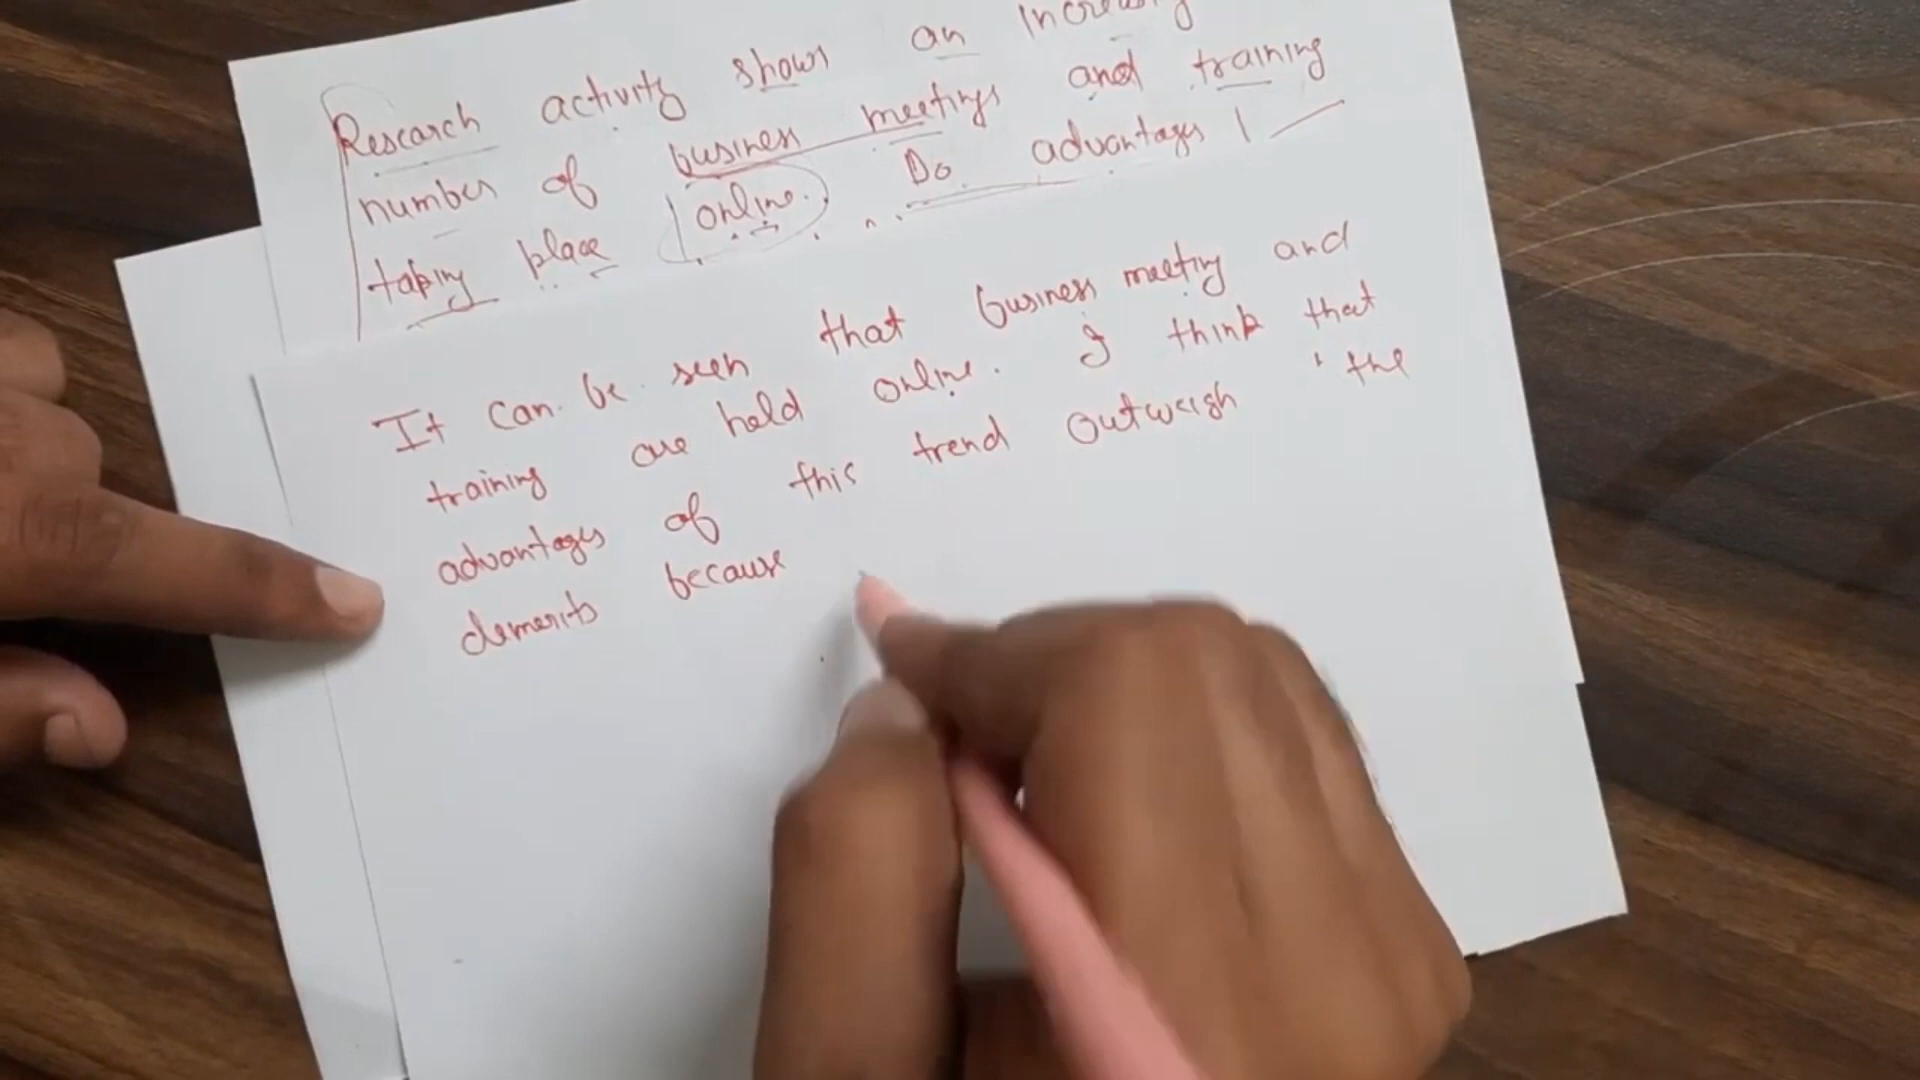 Research activity shows an increasing
number of business meetings and training
taking place online. Do advantages
It can be seen that business meeting and
training are held online. I think that
advantages of this trend outweigh the
demerits because